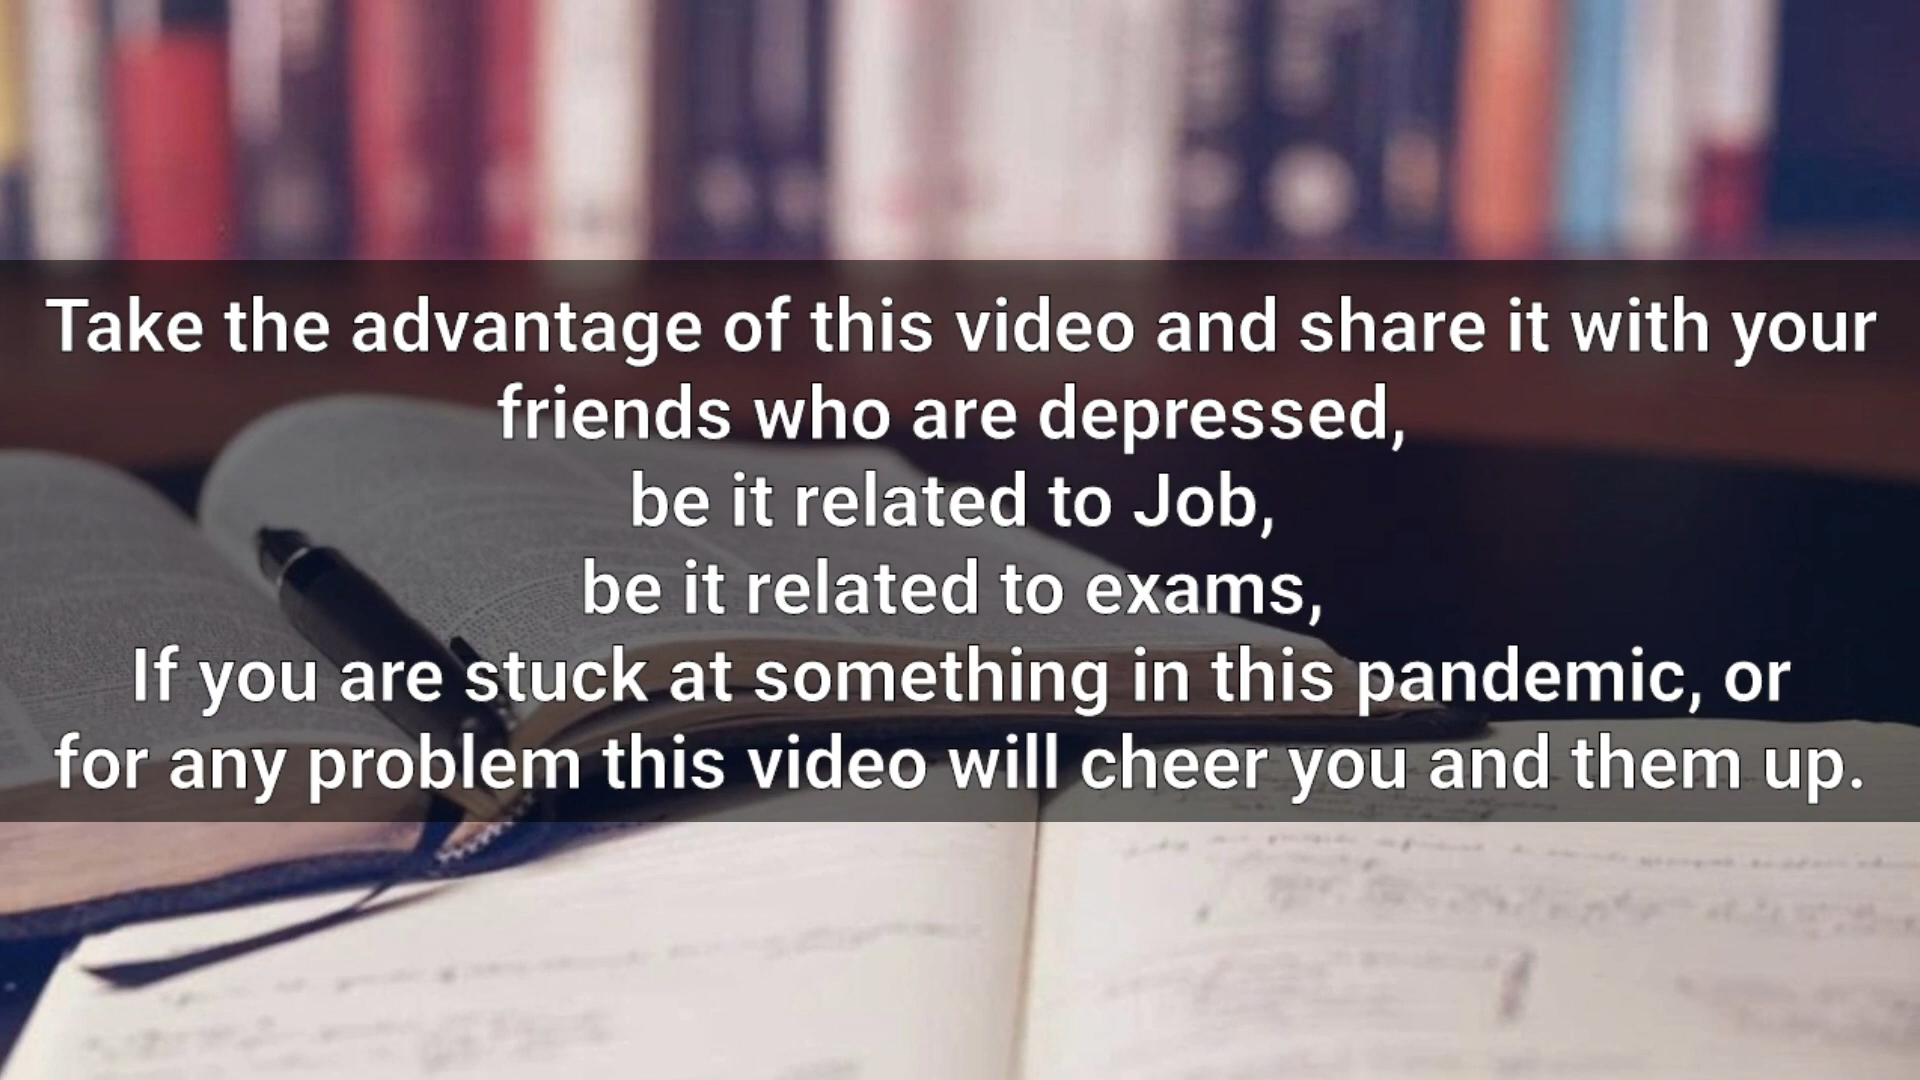 Take the advantage of this video and share it with your
friends who are depressed,
be it related to Job,
be it related to exams,
If you are stuck at something in this pandemic, or
for any problem this video will cheer you and them up.